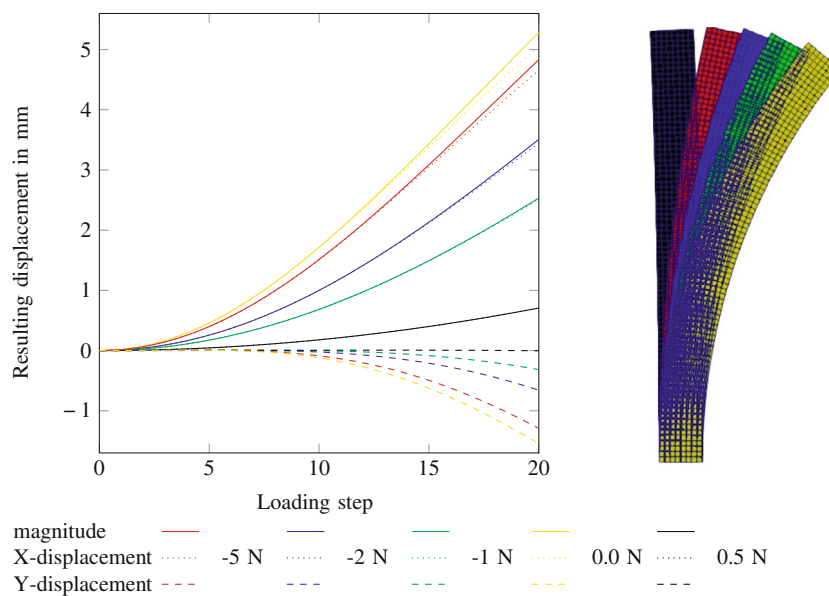 5
4
3
2
1
0
− 1
Resulting displacement in mm
0 5 10 15 20
Loading step
magnitude
X-displacement -5 N -2 N -1 N 0.0 N 0.5 N
Y-displacement